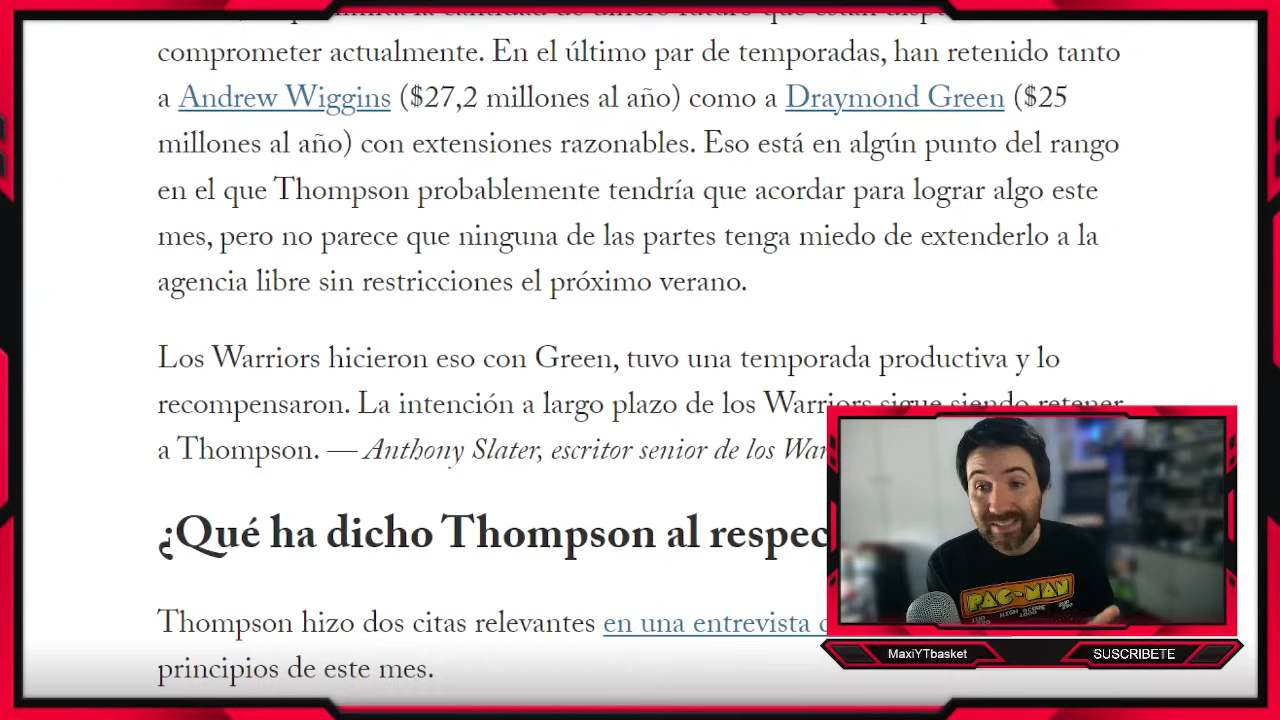 comprometer actualmente. En el último par de temporadas, han retenido tanto
a Andrew Wiggins ($27,2 millones al año) como a Draymond Green ($25
millones al año) con extensiones razonables. Eso está en algún punto del rango
en el que Thompson probablemente tendría que acordar para lograr algo este
mes, pero no parece que ninguna de las partes tenga miedo de extenderlo a la
agencia libre sin restricciones el próximo verano.
Los Warriors hicieron eso con Green, tuvo una temporada productiva y lo
recompensaron. La intención a largo plazo de los Warriors sigue siendo retener
a Thompson. — Anthony Slater, escritor senior de los
¿Qué ha dicho Thompson al
Thompson hizo dos citas relevantes en una entrevista
principios de este mes.
PAC-MAN
HIGH SCORE
MaxiYTbasket
SUSCRIBETE